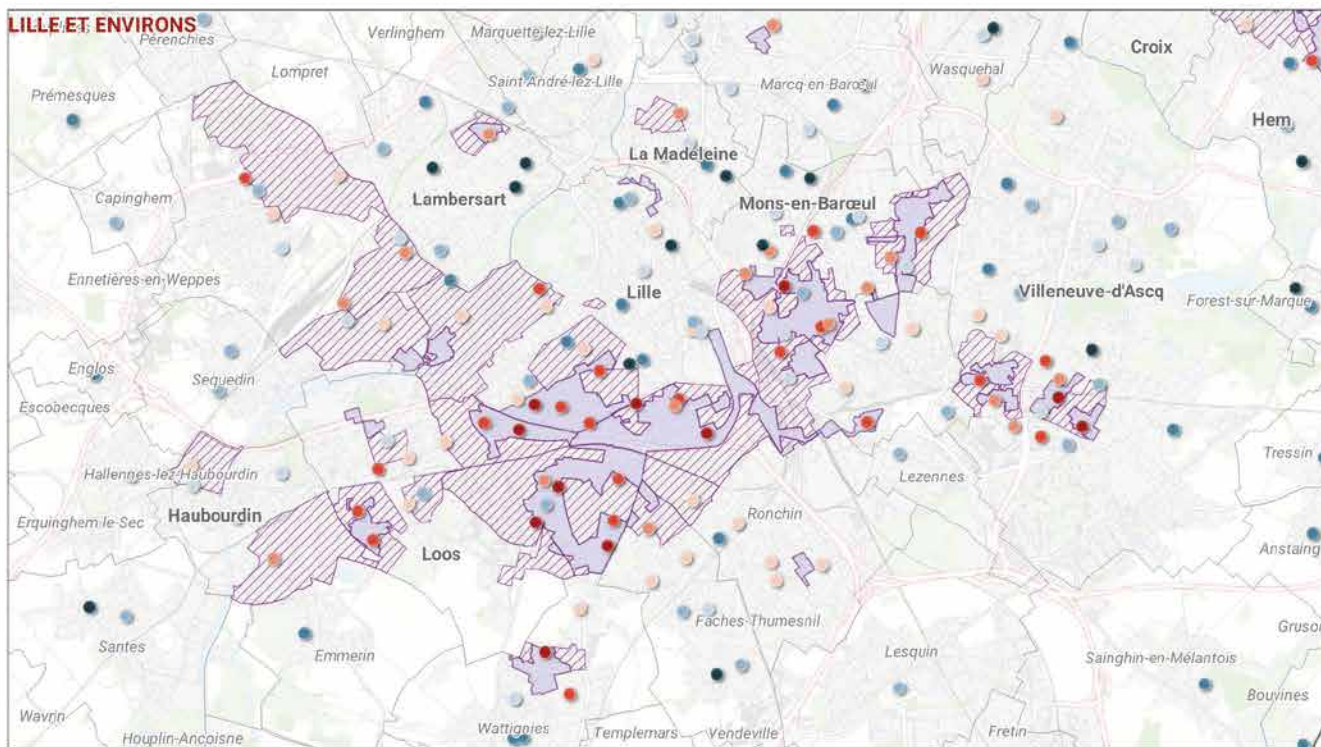 LILLE ET ENVIRONS
Pérenchies
Verlinghem
Marquette-lez-Lille
Croix
Lompret
Saint-André-lez-Lille
Marcq-en-Barœul
Wasquehal
Prémesques
Hem
La Madeleine
Capinghem
Lambersart
Mons-en-Barœul
Ennetières-en-Weppes
Lille
Villeneuve-d'Ascq
Forest-sur-Marque
Englos
Sequedin
Escobecques
Tressin
Hallennes-lez-Haubourdin
Lezennes
Haubourdin
Erquinghem le Sec
Ronchin
Loos
Anstaing
Santes
Emmerin
Faches-Thumesnil
Lesquin
Sainghin-en-Mélantois
Bouvines
Wavrin
Houplin-Ancoisne
Wattignies
Templemars
Vendeville
Fretin